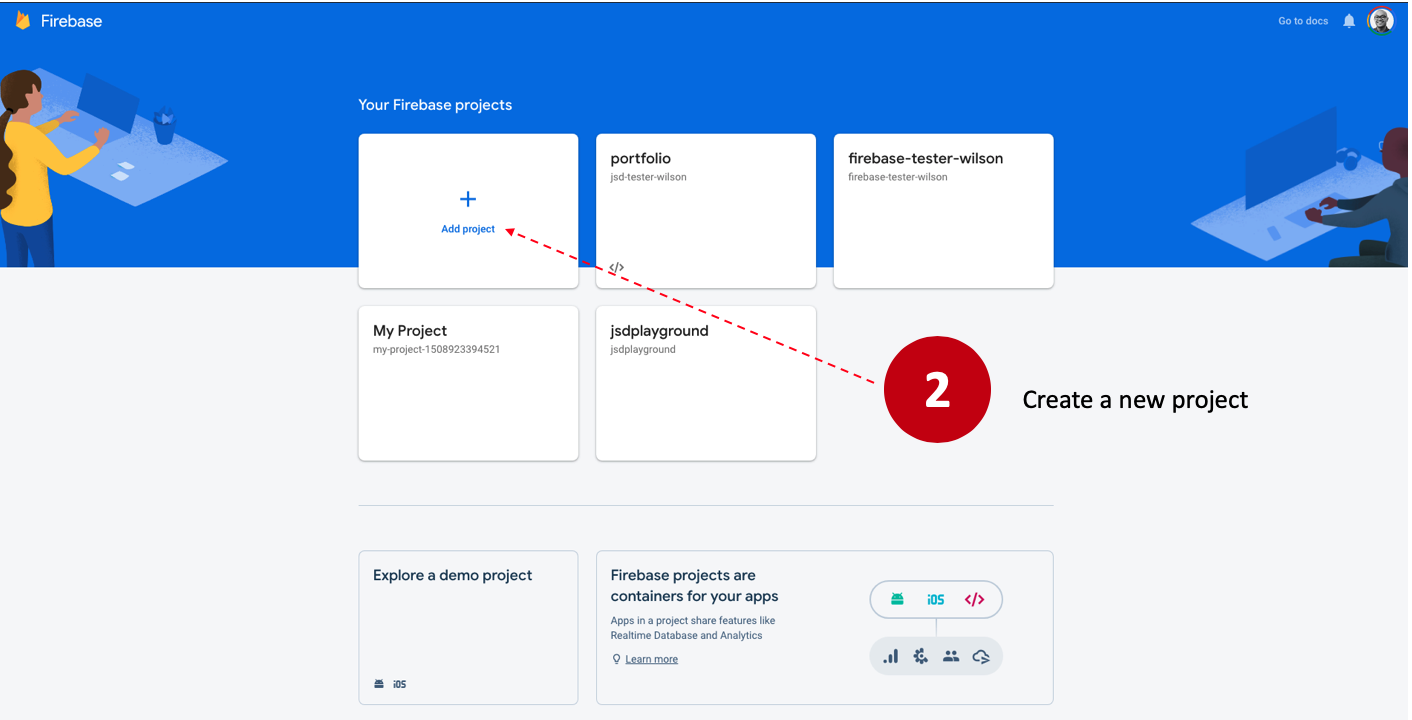 Firebase
Go to docs
Your Firebase projects
Add project
portfolio
jsd-tester-wilson
firebase-tester-wilson
firebase-tester-wilson
My Project
my-project-1508923394521
jsdplayground
jsdplayground
2
Create a new project
Explore a demo project
iOS
Firebase projects are
containers for your apps
Apps in a project share features like
Realtime Database and Analytics
Learn more
iOS </>